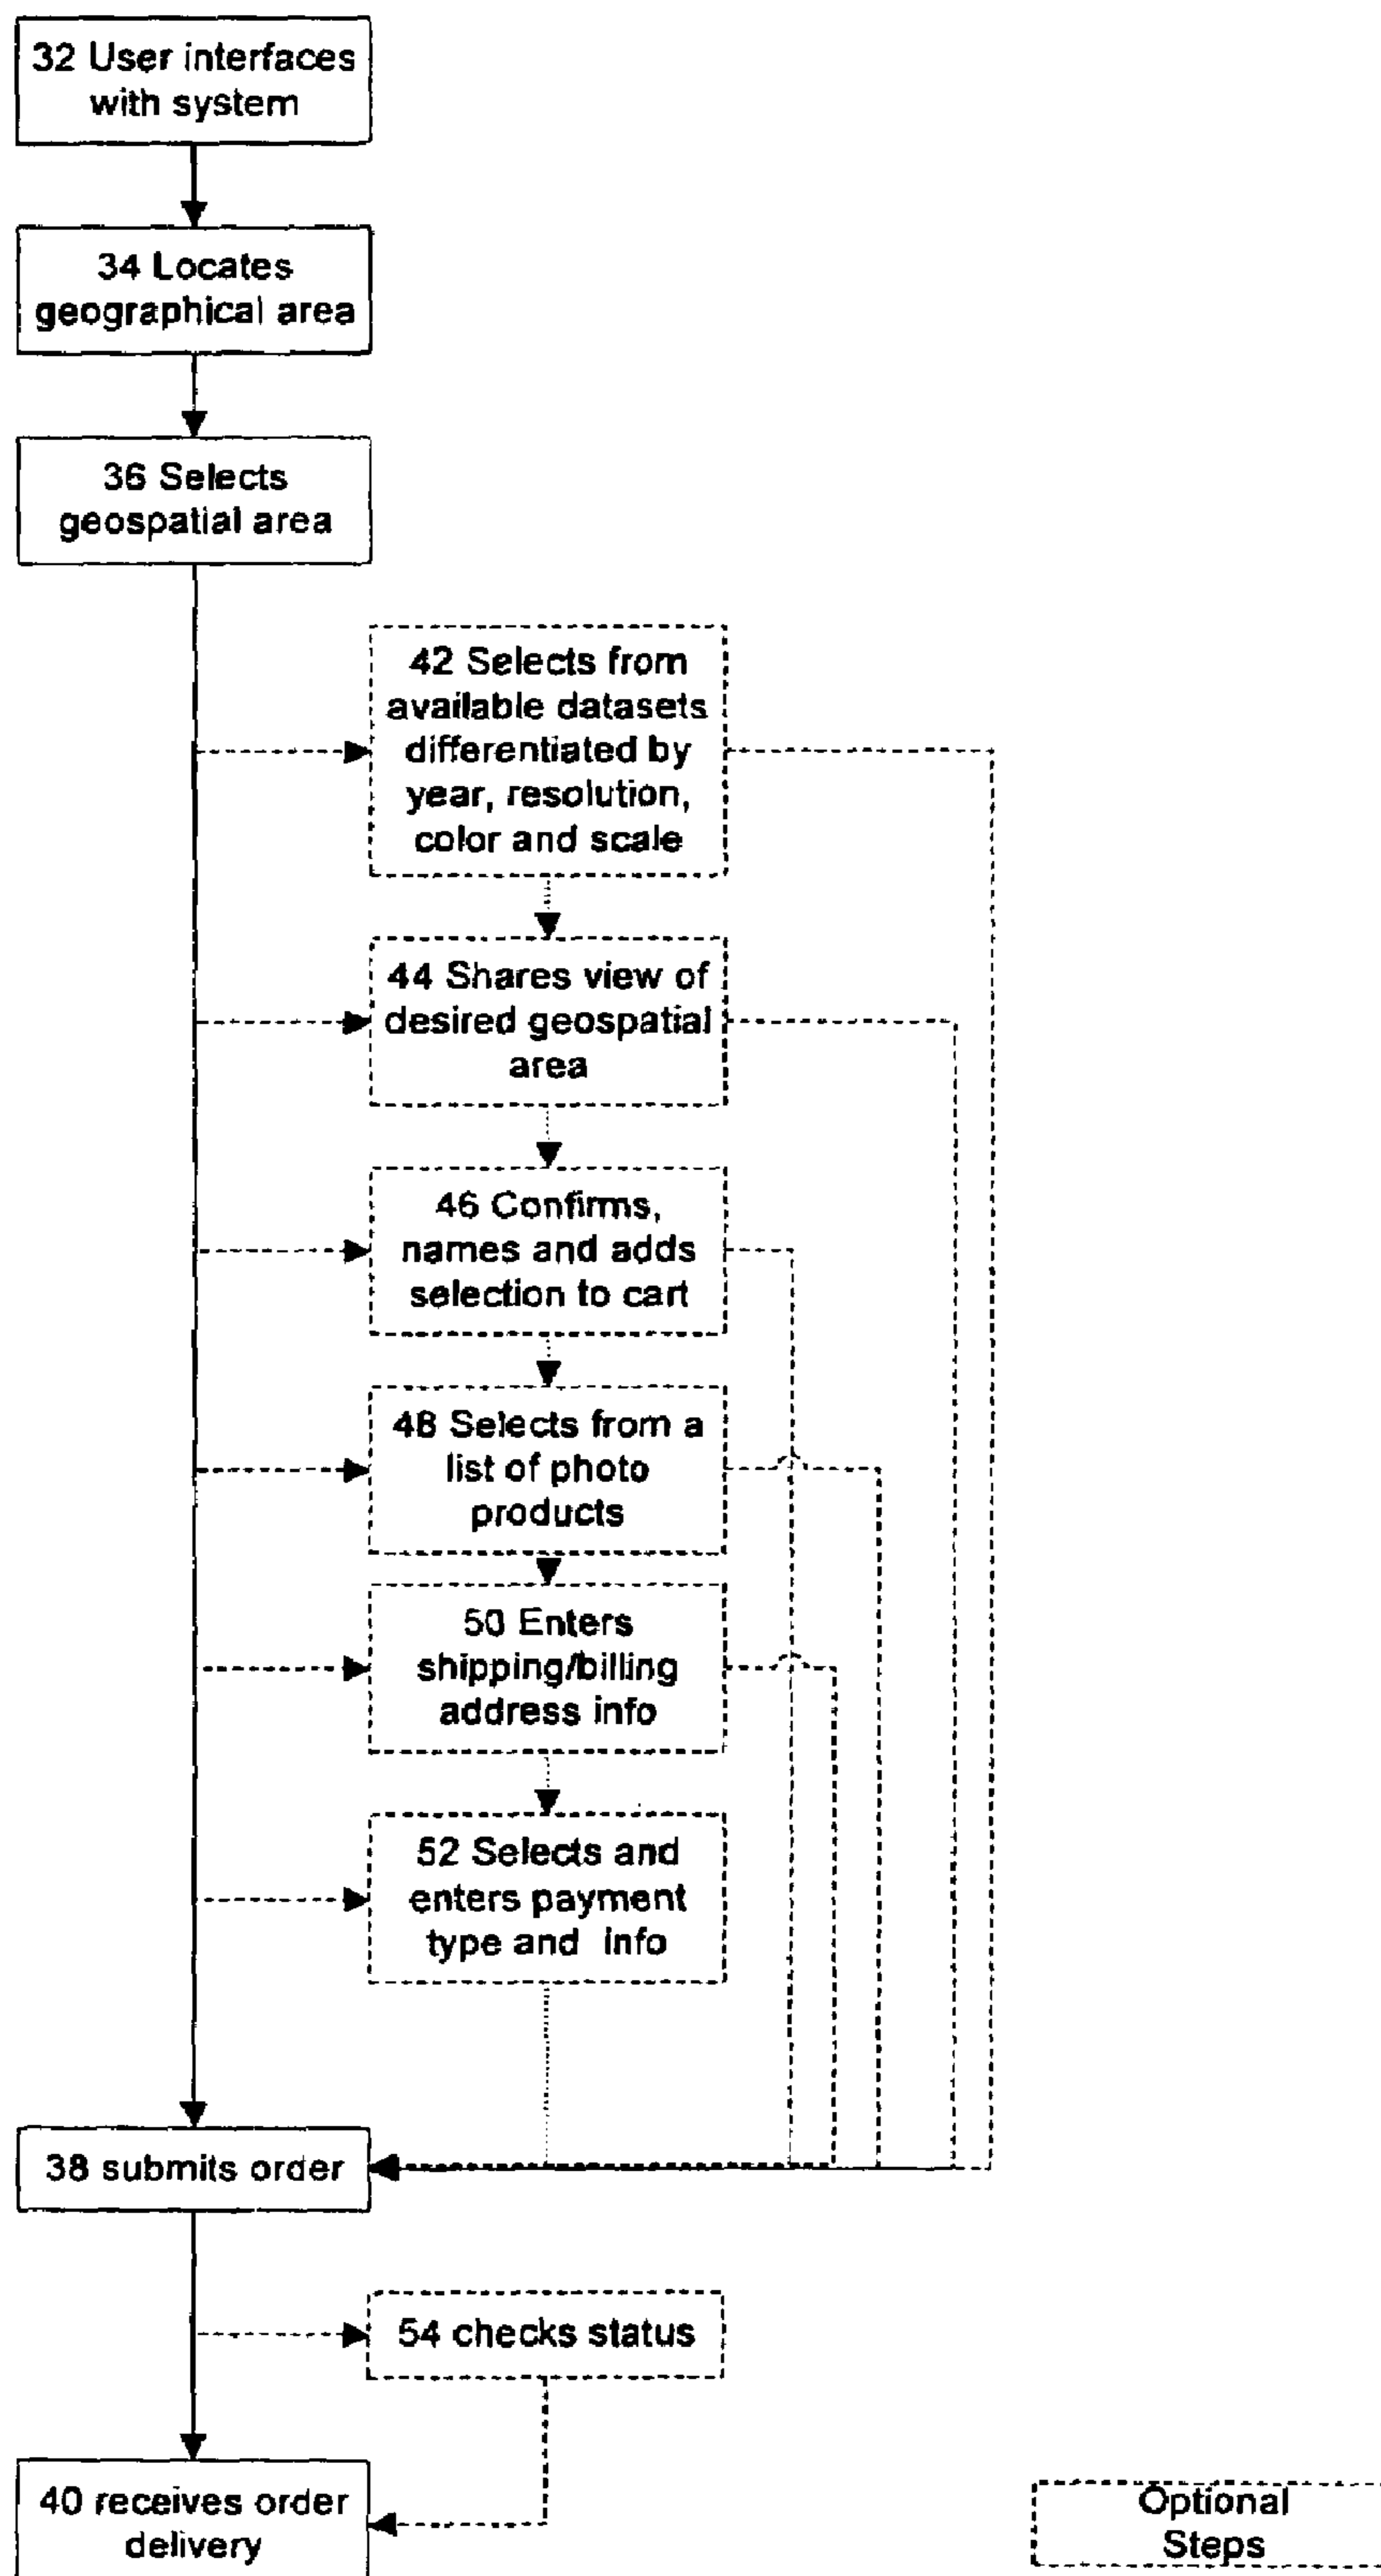 32 User interfaces
with system
34 Locates
geographical area
36 Selects
geospatial area
42 Selects from
available datasets
differentiated by
year, resolution,
color and scale
44 Shares view of
desired geospatial
area
46 Confirms,
names and adds
selection to cart
48 Selects from a
list of photo
products
50 Enters
shipping/billing
address info
52 Selects and
enters payment
type and info
38 submits order
54 checks status
40 receives order
delivery
Optional
Steps